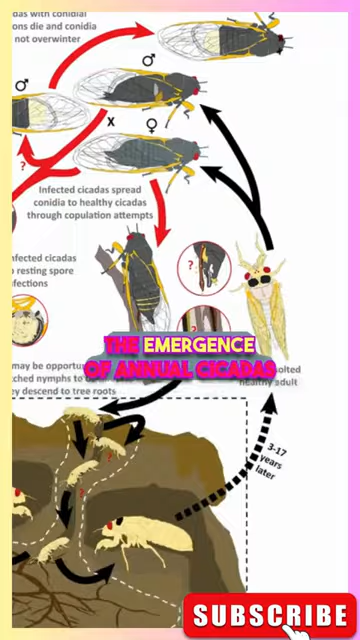 das with conidial
ons die and conidia
not overwinter
♂
♂
x
♀
?
Infected cicadas spread
conidia to healthy cicadas
through copulation attempts
nfected cicadas
resting spore
fections
?
THE EMERGENCE
OF ANNUAL CICADAS
olted
healthy adult
may be opportu
tched nymphs to
ey descend to tree roots
?
?
3-17
years
later
SUBSCRIBE